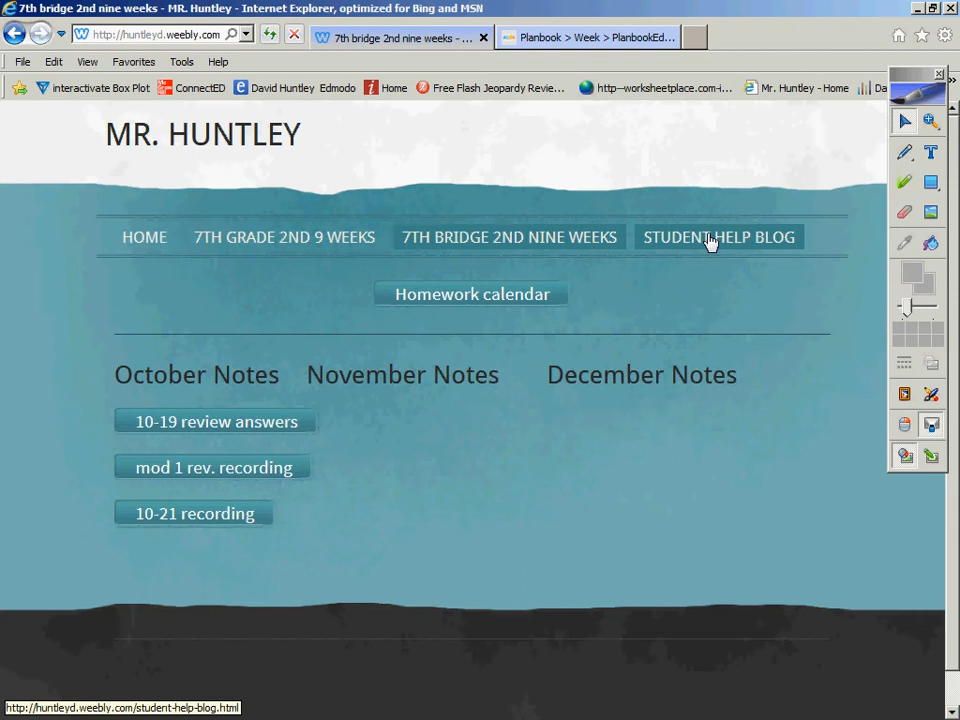 7th bridge 2nd nine weeks - MR. Huntley - Internet Explorer, optimized for Bing and MSN
http://huntleyd.weebly.com
7th bridge 2nd nine weeks - ...
Planbook > Week > PlanbookEd...
File Edit View Favorites Tools Help
interactivate Box Plot ConnectED David Huntley Edmodo Home Free Flash Jeopardy Revie... http--worksheetplace.com-i... Mr. Huntley - Home Da
MR. HUNTLEY
HOME 7TH GRADE 2ND 9 WEEKS 7TH BRIDGE 2ND NINE WEEKS STUDENT HELP BLOG
Homework calendar
October Notes November Notes December Notes
10-19 review answers
mod 1 rev. recording
10-21 recording
http://huntleyd.weebly.com/student-help-blog.html